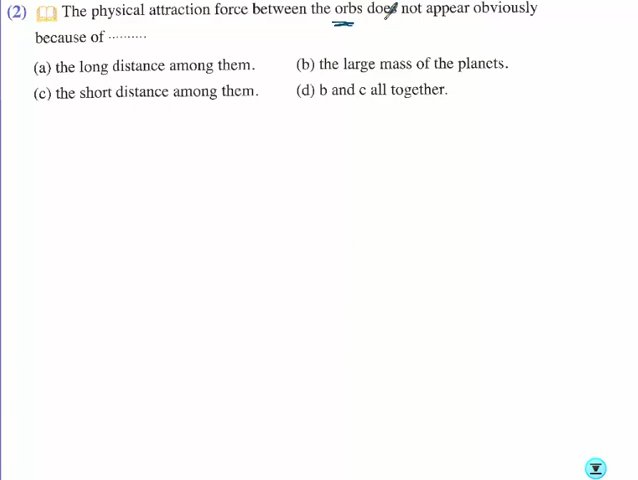 (2) The physical attraction force between the orbs does not appear obviously
because of ..........
(a) the long distance among them. (b) the large mass of the planets.
(c) the short distance among them. (d) b and c all together.